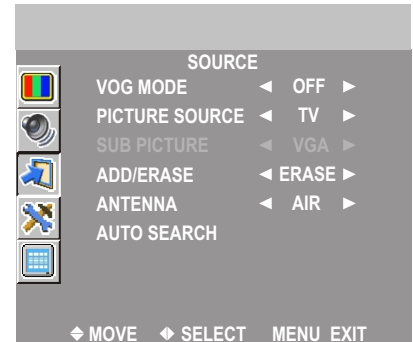 SOURCE
VOG MODE ◄ OFF ►
PICTURE SOURCE ◄ TV ►
SUB PICTURE ◄ VGA ►
ADD/ERASE ◄ ERASE ►
ANTENNA ◄ AIR ►
AUTO SEARCH
MOVE SELECT MENU EXIT